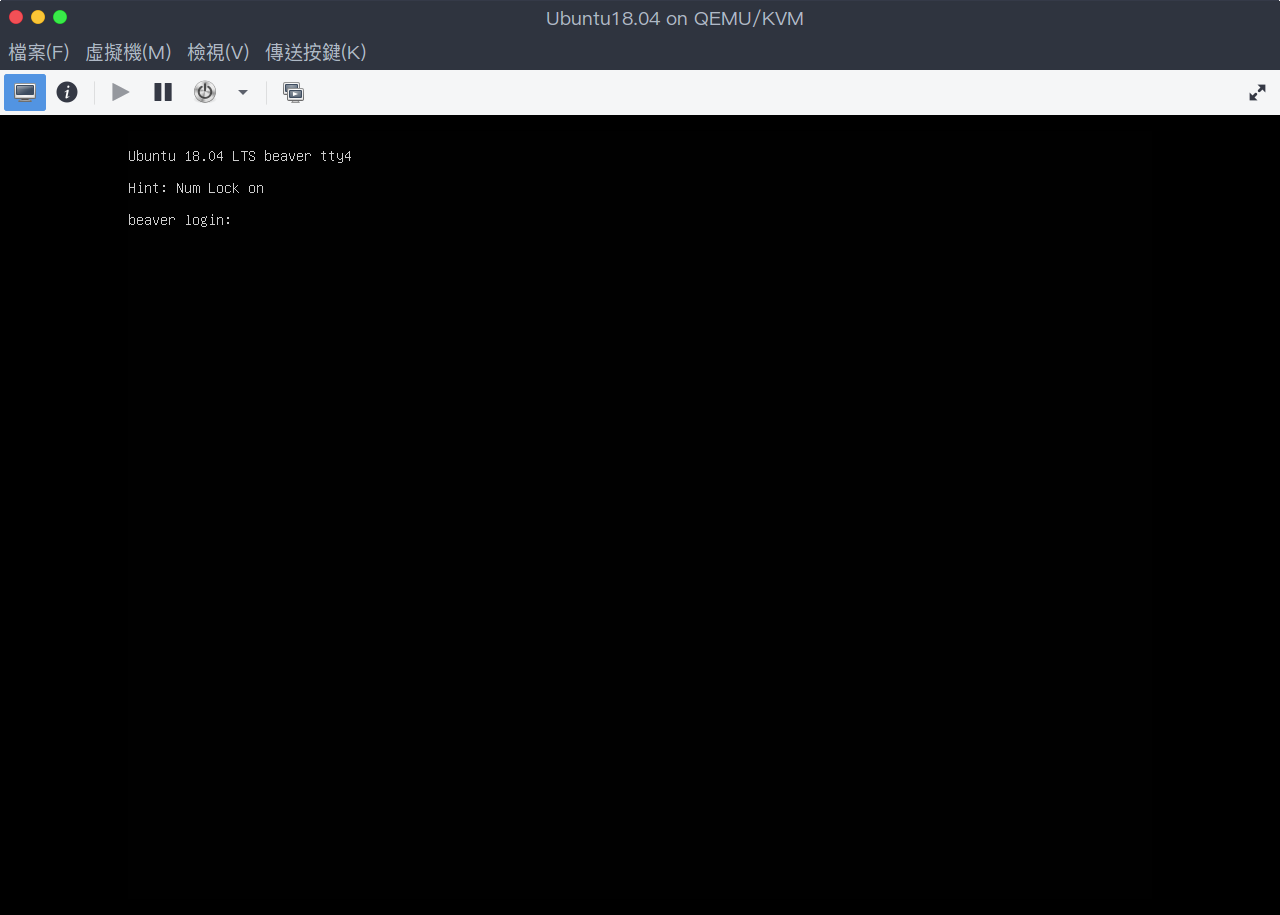 Ubuntu18.04 on QEMU/KVM
檔案(F) 虛擬機(M) 檢視(V) 傳送按鍵(K)
Ubuntu 18.04 LTS beaver tty4
Hint: Num Lock on
beaver login: